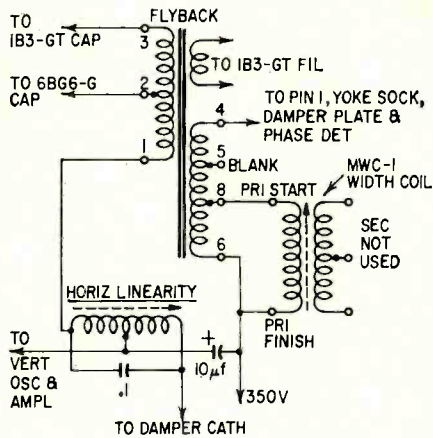 FLYBACK
TO
1B3-GT CAP
3
TO 1B3-GT FIL
TO 6BG6-G
CAP
2
4
TO PIN 1, YOKE SOCK,
DAMPER PLATE &
PHASE DET
1
5
BLANK
8
PRI START
MWC-1
WIDTH COIL
SEC
NOT
USED
6
HORIZ LINEARITY
PRI
FINISH
TO
VERT
OSC &
AMPL
+
10µf
.1
350V
TO DAMPER CATH